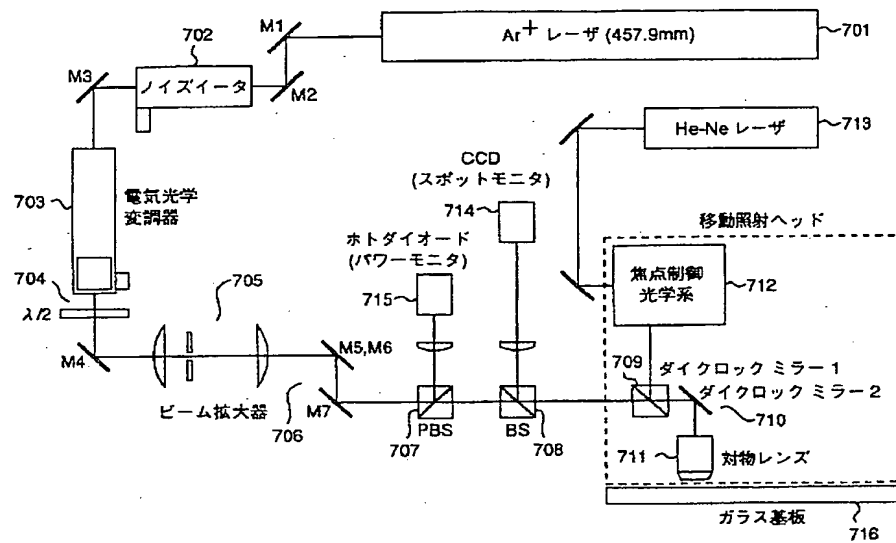 Ar+ レーザ (457.9mm)
701
M1
702
M2
M3
ノイズイータ
He-Ne レーザ
713
CCD
(スポットモニタ)
714
703
電気光学
変調器
移動照射ヘッド
ホトダイオード
(パワーモニタ)
715
焦点制御
光学系
712
704
λ/2
705
M4
M5,M6
709
ダイクロック ミラー 1
ダイクロック ミラー 2
710
ビーム拡大器
706
M7
707
PBS
BS
708
711
対物レンズ
ガラス基板
716